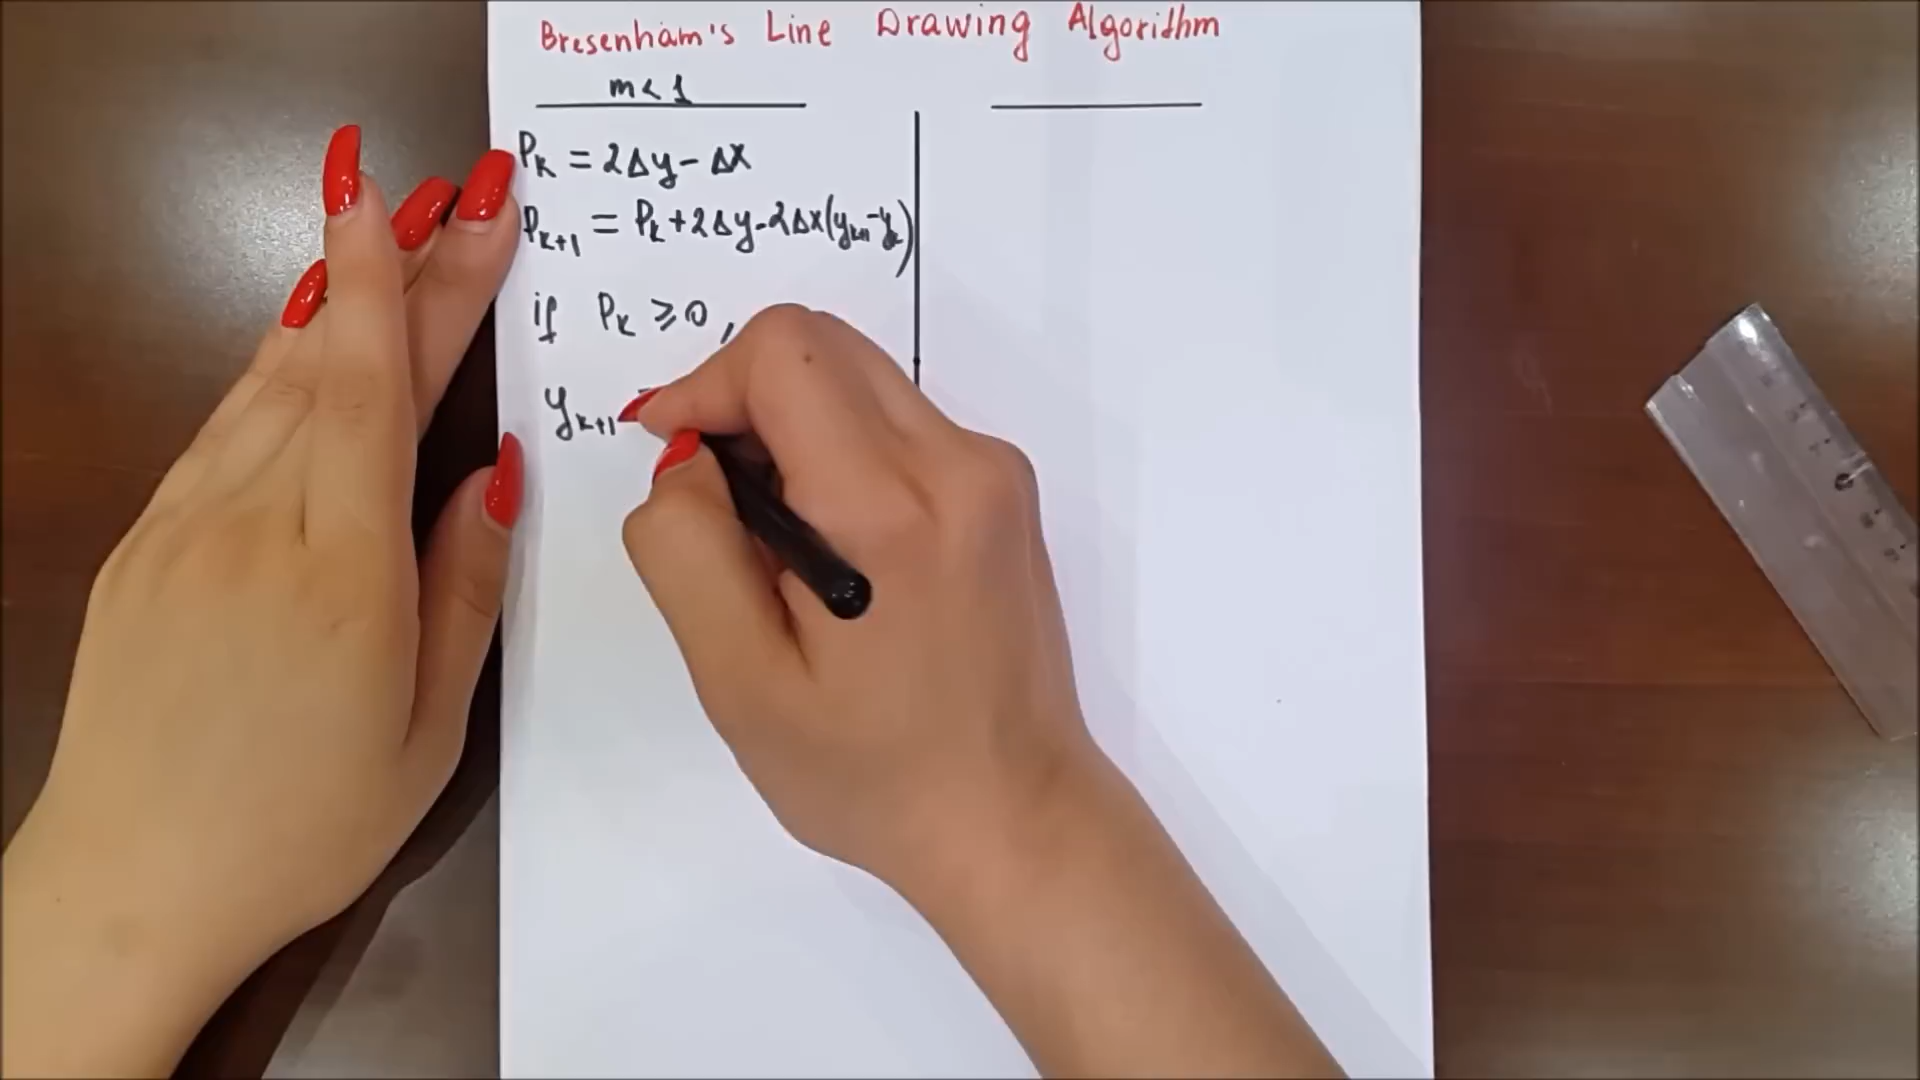 Bresenham's Line Drawing Algorithm
m < 1
Pk = 2Δy - Δx
Pk+1 = Pk + 2Δy - 2Δx(yk+1 - yk)
if Pk ≥ 0,
yk+1